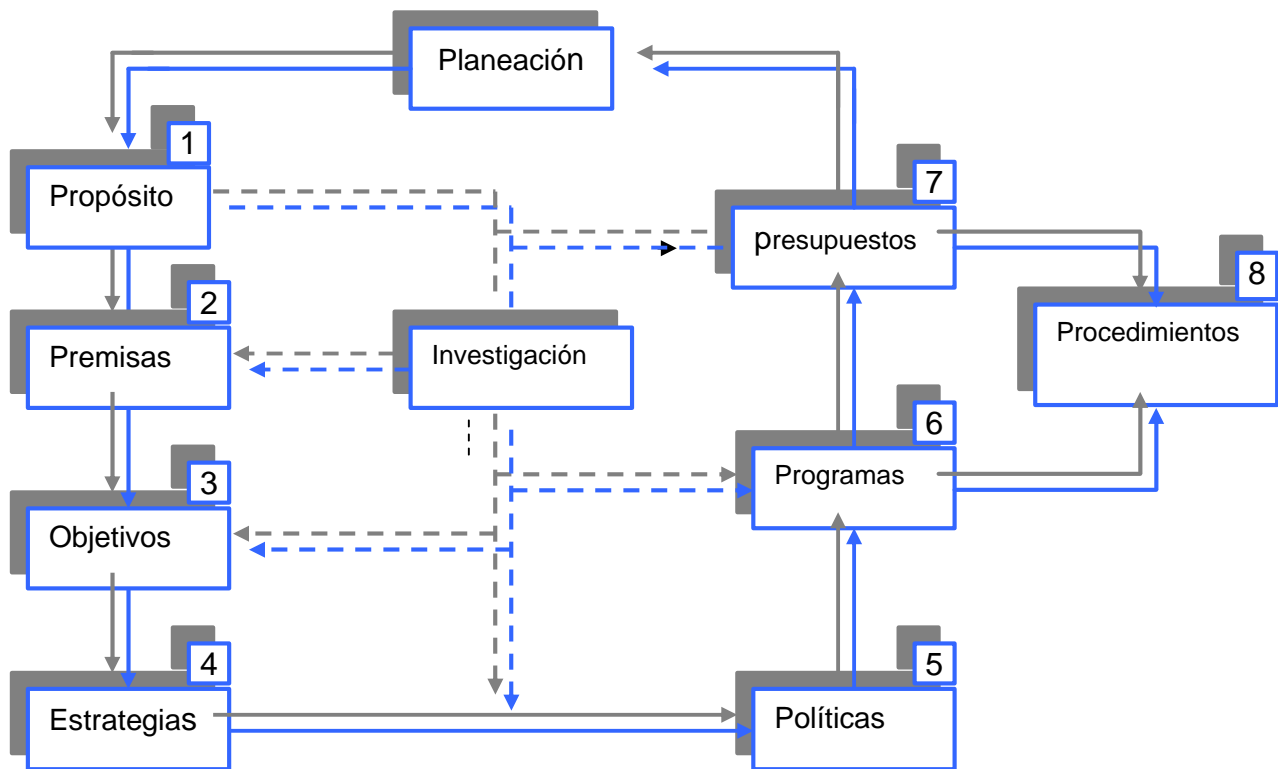 Planeación
1
Propósito
7
presupuestos
8
Procedimientos
2
Premisas
Investigación
6
Programas
3
Objetivos
4
Estrategias
5
Políticas